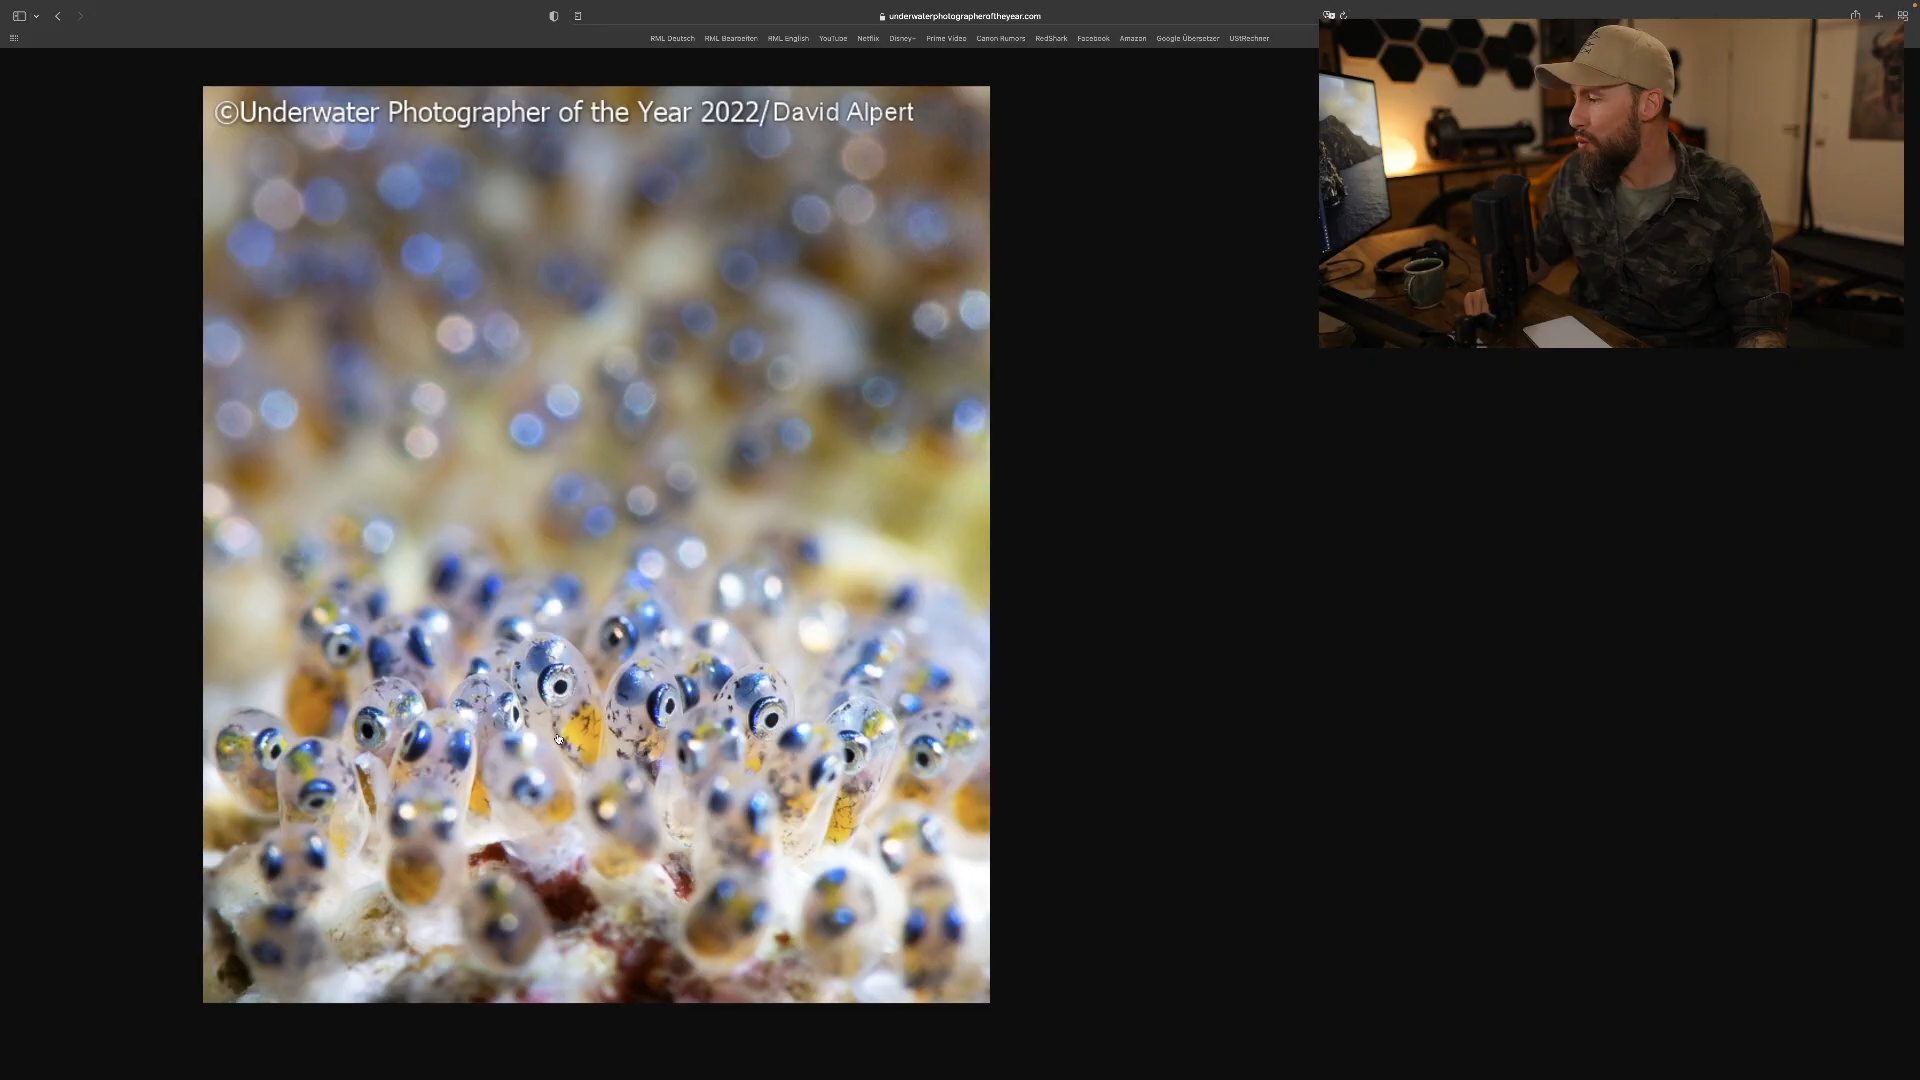 underwaterphotographeroftheyear.com
RML Deutsch RML Bearbeiten RML English YouTube Netflix Disney+ Prime Video Canon Rumors RedShark Facebook Amazon Google Übersetzer UStRechner
©Underwater Photographer of the Year 2022/David Alpert